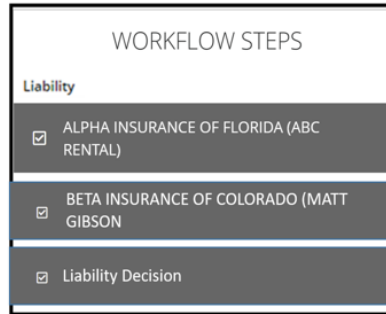 WORKFLOW STEPS
Liability
ALPHA INSURANCE OF FLORIDA (ABC
RENTAL)
BETA INSURANCE OF COLORADO (MATT
GIBSON
Liability Decision